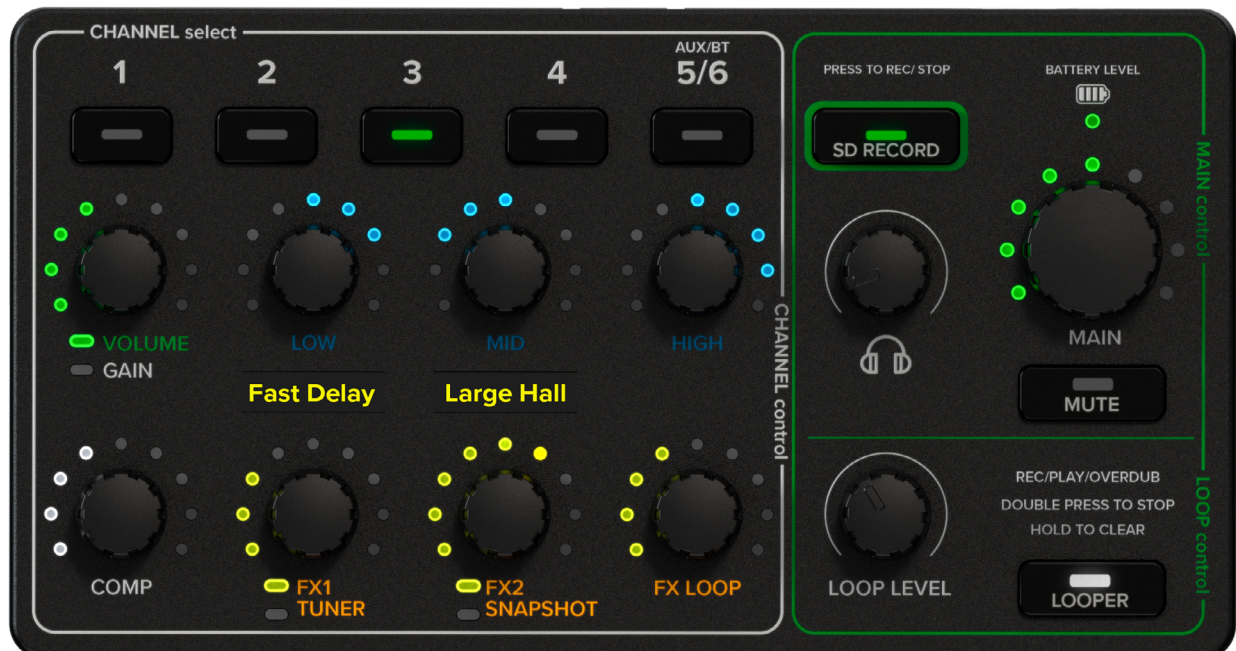 CHANNEL select
1
2
3
4
AUX/BT
5/6
VOLUME
GAIN
LOW
MID
HIGH
Fast Delay
Large Hall
COMP
FX1
TUNER
FX2
SNAPSHOT
FX LOOP
CHANNEL control
PRESS TO REC/ STOP
SD RECORD
BATTERY LEVEL
MAIN
MUTE
MAIN control
LOOP LEVEL
REC/PLAY/OVERDUB
DOUBLE PRESS TO STOP
HOLD TO CLEAR
LOOPER
LOOP control